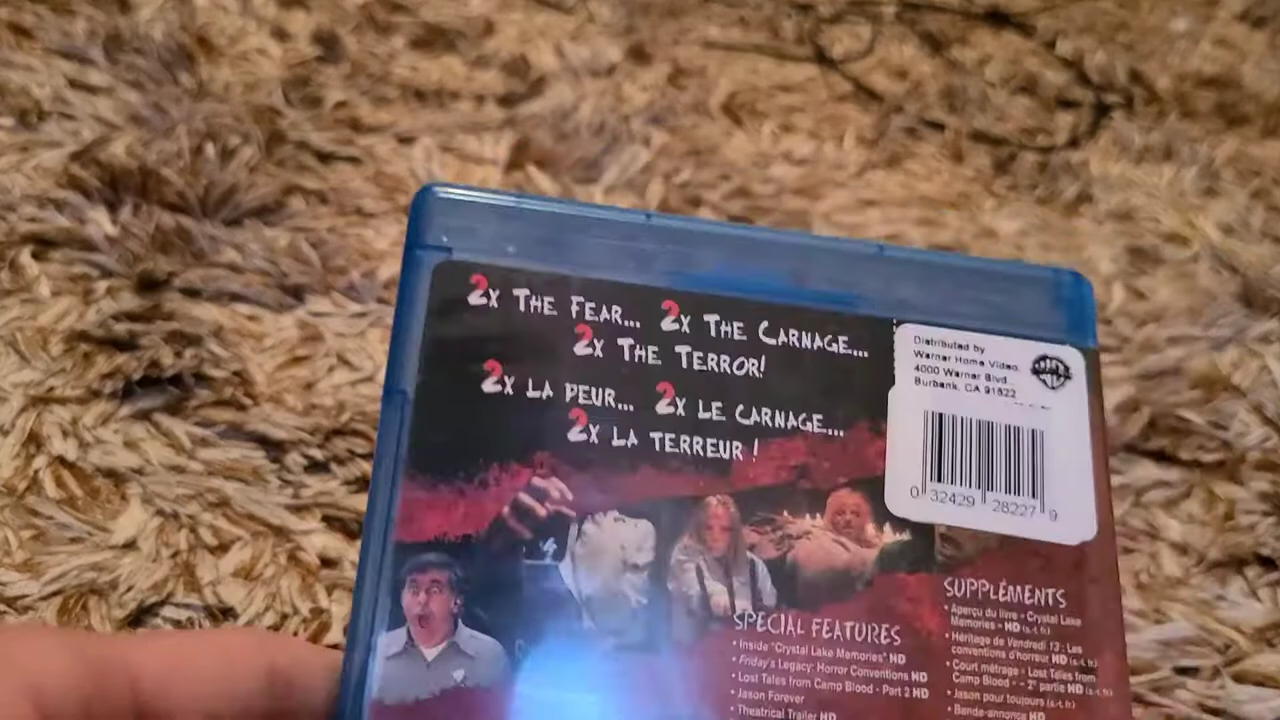 2x The Fear... 2x The Carnage...
2x The Terror!
2x la peur... 2x le carnage...
2x la terreur !
Distributed by
Warner Home Video,
4000 Warner Blvd.
Burbank, CA 91522
0 32429 28227 9
Special Features
• Inside "Crystal Lake Memories" HD
• Friday's Legacy: Horror Conventions HD
• Lost Tales from Camp Blood - Part 2 HD
• Jason Forever
• Theatrical Trailer HD
Suppléments
• Aperçu du livre « Crystal Lake
Memories » HD (s.-t. fr.)
• Héritage de Vendredi 13 : Les
conventions d'horreur HD (s.-t. fr.)
• Court métrage « Lost Tales from
Camp Blood » - 2e partie HD (s.-t. fr.)
• Jason pour toujours (s.-t. fr.)
• Bande-annonce HD